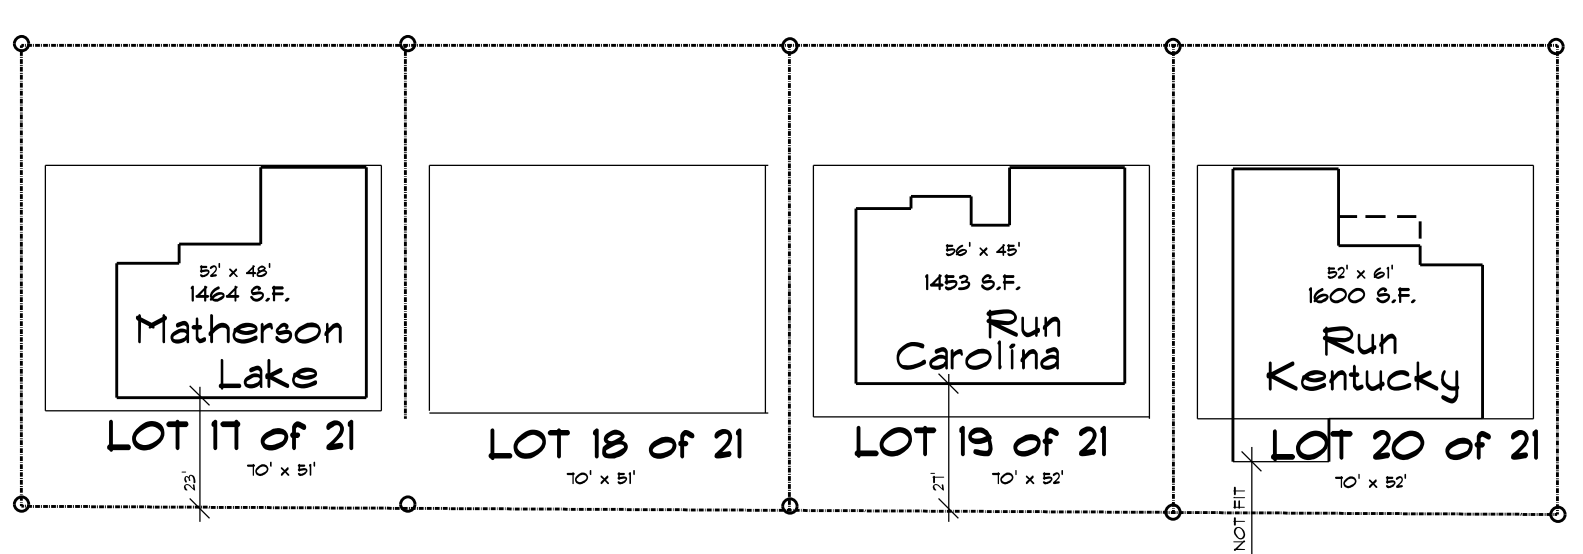 52' x 48'
1464 S.F.
Matherson
Lake
LOT 17 of 21
70' x 51'
23'
LOT 18 of 21
70' x 51'
56' x 45'
1453 S.F.
Run
Carolina
LOT 19 of 21
70' x 52'
27'
52' x 61'
1600 S.F.
Run
Kentucky
LOT 20 of 21
70' x 52'
NOT FIT